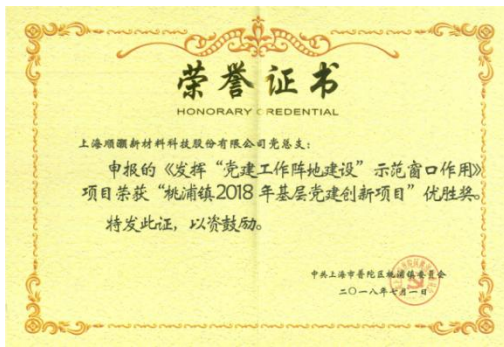 荣誉证书
HONORARY CREDENTIAL
上海顺灏新材料科技股份有限公司党总支:
申报的《发挥“党建工作阵地建设”示范窗口作用》
项目荣获“桃浦镇2018年基层党建创新项目”优胜奖。
特发此证，以资鼓励。
中共上海市普陀区桃浦镇委员会
二〇一八年七月一日